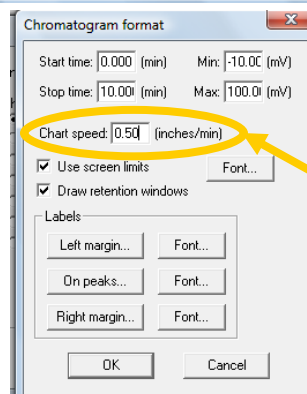 Chromatogram format
Start time: 0.000 (min) Min: -10.00 (mV)
Stop time: 10.00 (min) Max: 100.0 (mV)
Chart speed: 0.50 (inches/min)
Use screen limits Font...
Draw retention windows
Labels
Left margin... Font...
On peaks... Font...
Right margin... Font...
OK Cancel